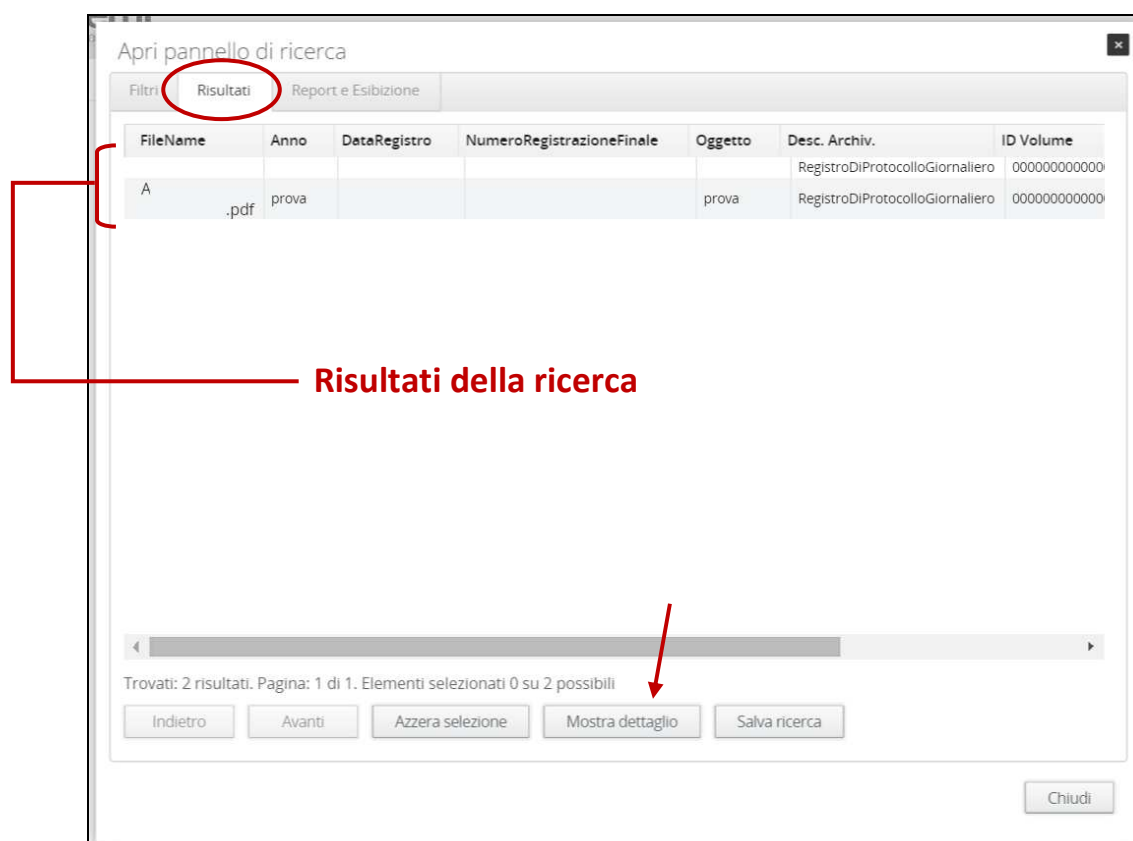 Apri pannello di ricerca
Filtri Risultati Report e Esibizione
FileName Anno DataRegistro NumeroRegistrazioneFinale Oggetto Desc. Archiv. ID Volume
RegistroDiProtocolloGiornaliero 000000000000
A .pdf prova prova RegistroDiProtocolloGiornaliero 000000000000
Risultati della ricerca
Trovati: 2 risultati. Pagina: 1 di 1. Elementi selezionati 0 su 2 possibili
Indietro Avanti Azzera selezione Mostra dettaglio Salva ricerca
Chiudi